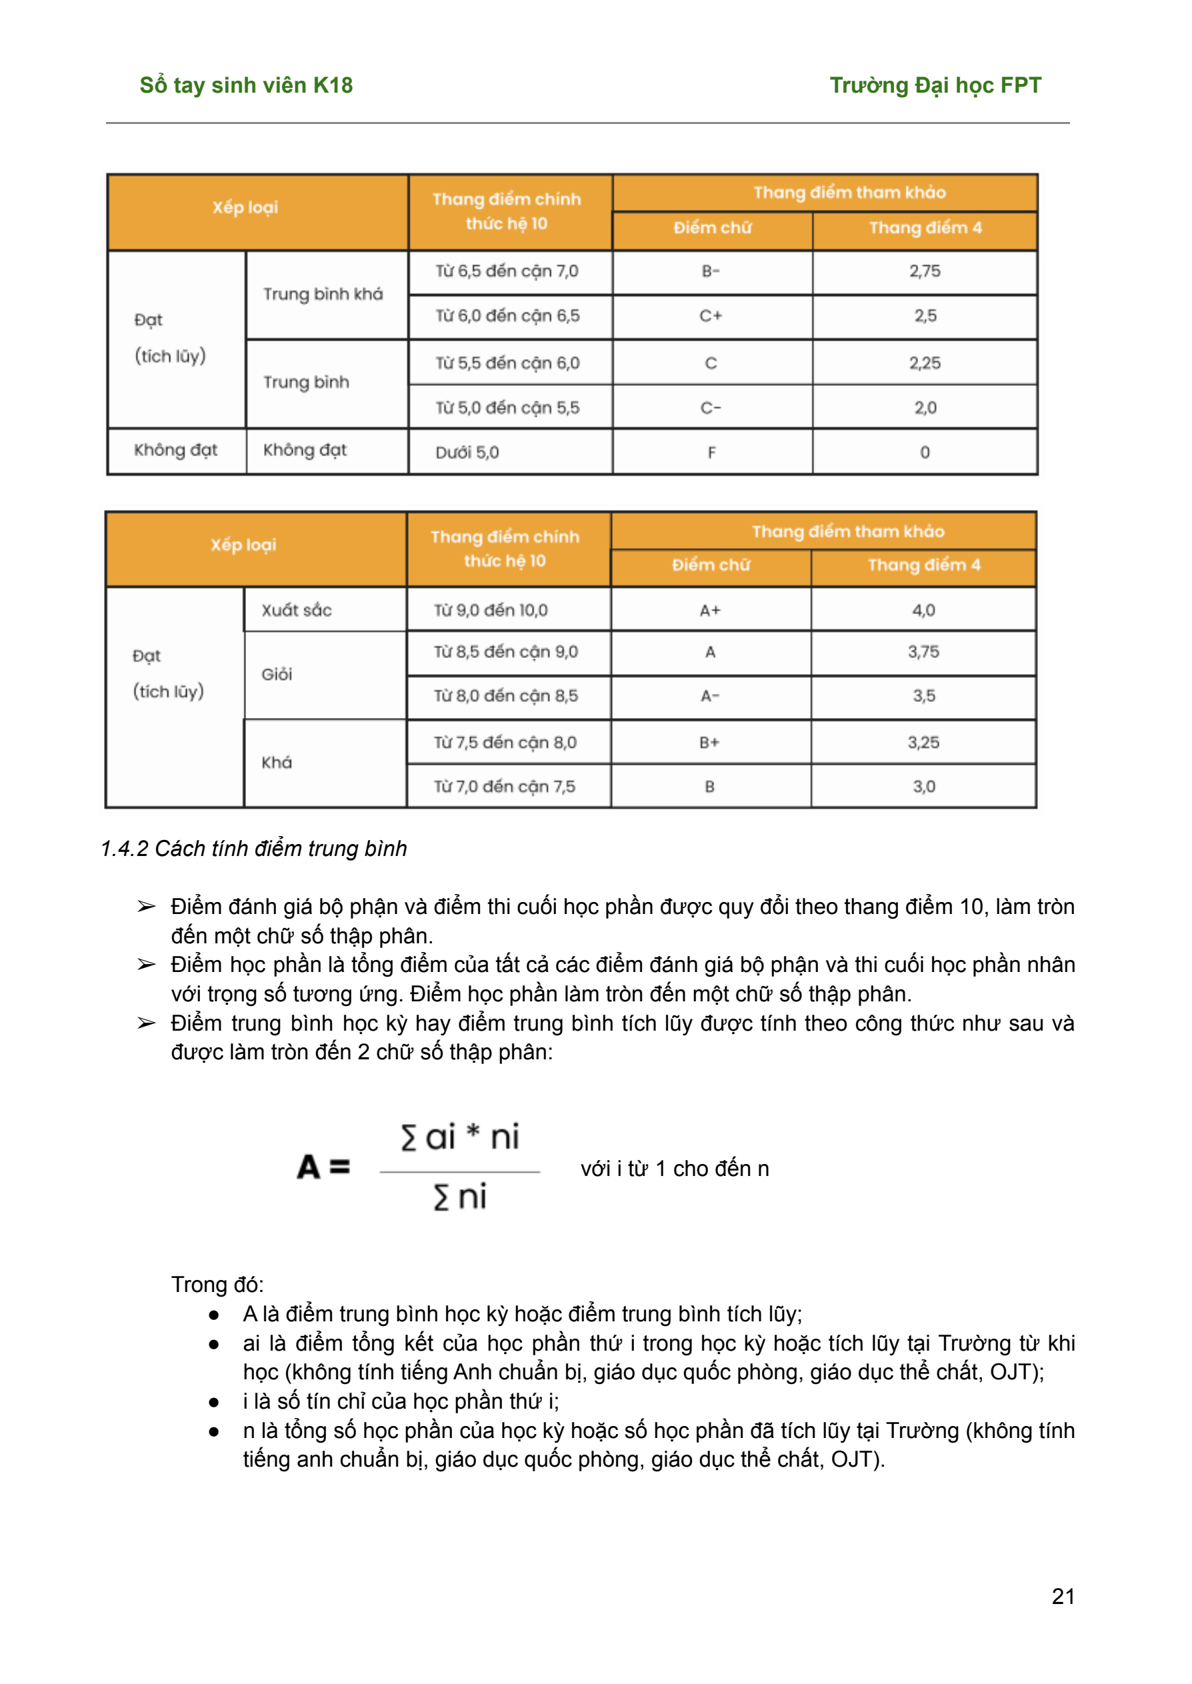 Sổ tay sinh viên K18 Trường Đại học FPT
Xếp loại Thang điểm chính thức hệ 10 Thang điểm tham khảo
Điểm chữ Thang điểm 4
Đạt (tích lũy) Trung bình khá Từ 6,5 đến cận 7,0 B- 2,75
Từ 6,0 đến cận 6,5 C+ 2,5
Trung bình Từ 5,5 đến cận 6,0 C 2,25
Từ 5,0 đến cận 5,5 C- 2,0
Không đạt Không đạt Dưới 5,0 F 0
Xếp loại Thang điểm chính thức hệ 10 Thang điểm tham khảo
Điểm chữ Thang điểm 4
Đạt (tích lũy) Xuất sắc Từ 9,0 đến 10,0 A+ 4,0
Giỏi Từ 8,5 đến cận 9,0 A 3,75
Từ 8,0 đến cận 8,5 A- 3,5
Khá Từ 7,5 đến cận 8,0 B+ 3,25
Từ 7,0 đến cận 7,5 B 3,0
1.4.2 Cách tính điểm trung bình
➢ Điểm đánh giá bộ phận và điểm thi cuối học phần được quy đổi theo thang điểm 10, làm tròn
đến một chữ số thập phân.
➢ Điểm học phần là tổng điểm của tất cả các điểm đánh giá bộ phận và thi cuối học phần nhân
với trọng số tương ứng. Điểm học phần làm tròn đến một chữ số thập phân.
➢ Điểm trung bình học kỳ hay điểm trung bình tích lũy được tính theo công thức như sau và
được làm tròn đến 2 chữ số thập phân:
∑ ai * ni
A = với i từ 1 cho đến n
∑ ni
Trong đó:
● A là điểm trung bình học kỳ hoặc điểm trung bình tích lũy;
● ai là điểm tổng kết của học phần thứ i trong học kỳ hoặc tích lũy tại Trường từ khi
học (không tính tiếng Anh chuẩn bị, giáo dục quốc phòng, giáo dục thể chất, OJT);
● i là số tín chỉ của học phần thứ i;
● n là tổng số học phần của học kỳ hoặc số học phần đã tích lũy tại Trường (không tính
tiếng anh chuẩn bị, giáo dục quốc phòng, giáo dục thể chất, OJT).
21